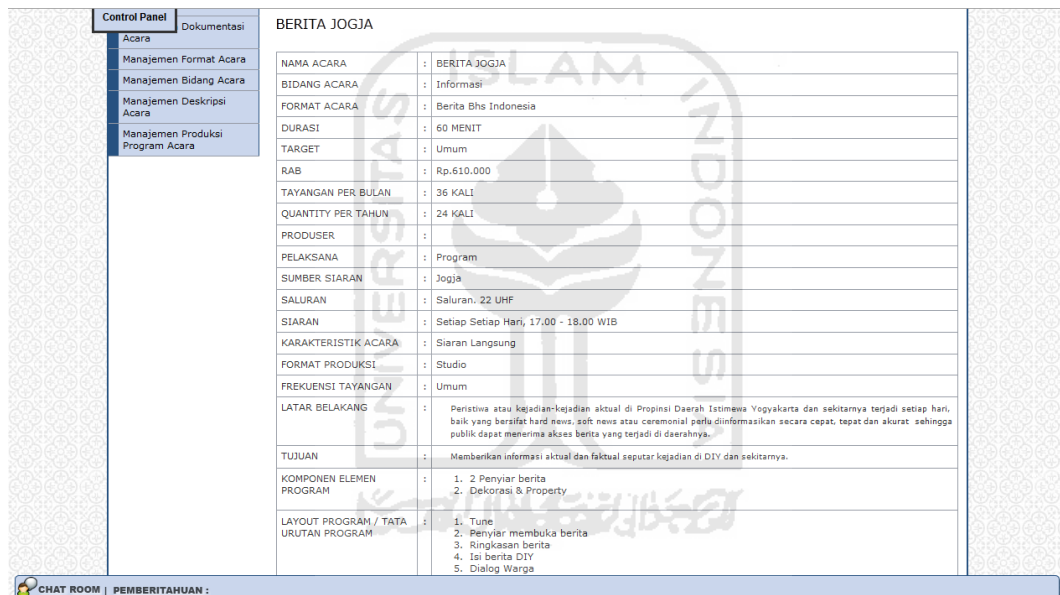 Control Panel
Dokumentasi
Acara
Manajemen Format Acara
Manajemen Bidang Acara
Manajemen Deskripsi
Acara
Manajemen Produksi
Program Acara
BERITA JOGJA
NAMA ACARA : BERITA JOGJA
BIDANG ACARA : Informasi
FORMAT ACARA : Berita Bhs Indonesia
DURASI : 60 MENIT
TARGET : Umum
RAB : Rp.610.000
TAYANGAN PER BULAN : 36 KALI
QUANTITY PER TAHUN : 24 KALI
PRODUSER :
PELAKSANA : Program
SUMBER SIARAN : Jogja
SALURAN : Saluran. 22 UHF
SIARAN : Setiap Setiap Hari, 17.00 - 18.00 WIB
KARAKTERISTIK ACARA : Siaran Langsung
FORMAT PRODUKSI : Studio
FREKUENSI TAYANGAN : Umum
LATAR BELAKANG : Peristiwa atau kejadian-kejadian aktual di Propinsi Daerah Istimewa Yogyakarta dan sekitarnya terjadi setiap hari,
baik yang bersifat hard news, soft news atau ceremonial perlu diinformasikan secara cepat, tepat dan akurat sehingga
publik dapat menerima akses berita yang terjadi di daerahnya.
TUJUAN : Memberikan informasi aktual dan faktual seputar kejadian di DIY dan sekitarnya.
KOMPONEN ELEMEN : 1. 2 Penyiar berita
PROGRAM 2. Dekorasi & Property
LAYOUT PROGRAM / TATA : 1. Tune
URUTAN PROGRAM 2. Penyiar membuka berita
3. Ringkasan berita
4. Isi berita DIY
5. Dialog Warga
CHAT ROOM | PEMBERITAHUAN :
UNIVERSITAS
ISLAM
INDONESIA